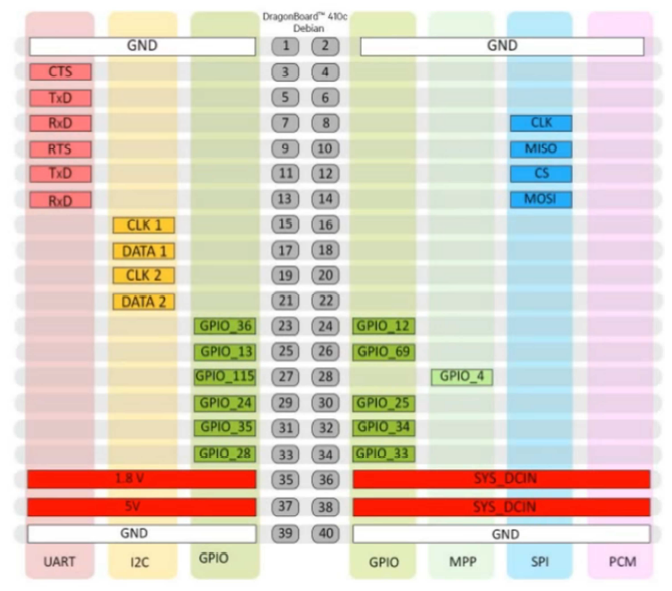 DragonBoard™ 410c
Debian
GND 1 2 GND
CTS 3 4
TxD 5 6
RxD 7 8 CLK
RTS 9 10 MISO
TxD 11 12 CS
RxD 13 14 MOSI
CLK 1 15 16
DATA 1 17 18
CLK 2 19 20
DATA 2 21 22
GPIO_36 23 24 GPIO_12
GPIO_13 25 26 GPIO_69
GPIO_115 27 28 GPIO_4
GPIO_24 29 30 GPIO_25
GPIO_35 31 32 GPIO_34
GPIO_28 33 34 GPIO_33
1.8 V 35 36 SYS_DCIN
5V 37 38 SYS_DCIN
GND 39 40 GND
UART I2C GPIO GPIO MPP SPI PCM